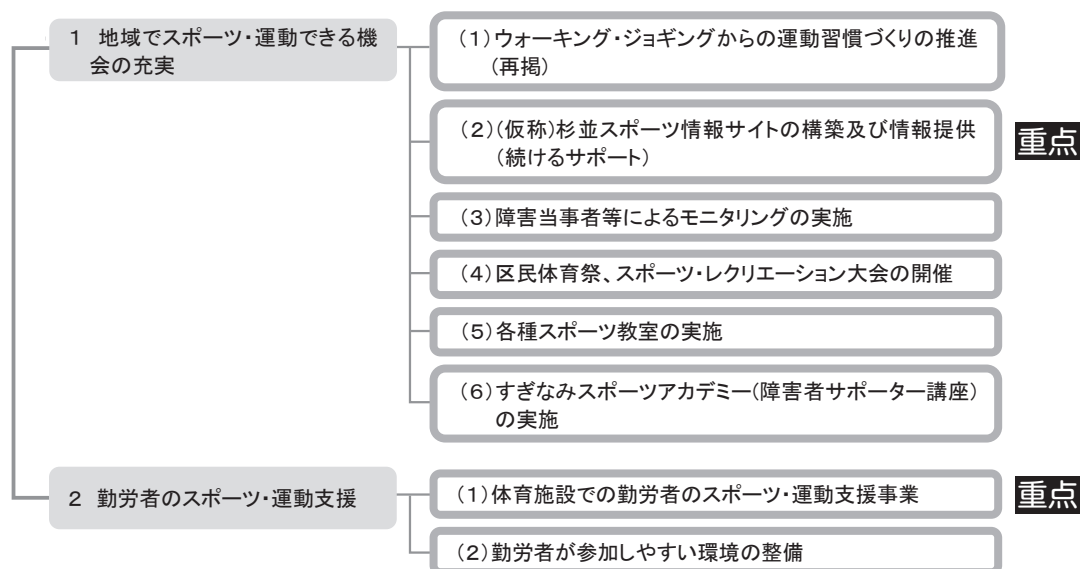 1 地域でスポーツ・運動できる機
会の充実
(1)ウォーキング・ジョギングからの運動習慣づくりの推進
(再掲)
(2)(仮称)杉並スポーツ情報サイトの構築及び情報提供
(続けるサポート)
重点
(3)障害当事者等によるモニタリングの実施
(4)区民体育祭、スポーツ・レクリエーション大会の開催
(5)各種スポーツ教室の実施
(6)すぎなみスポーツアカデミー(障害者サポーター講座)
の実施
2 勤労者のスポーツ・運動支援
(1)体育施設での勤労者のスポーツ・運動支援事業
重点
(2)勤労者が参加しやすい環境の整備